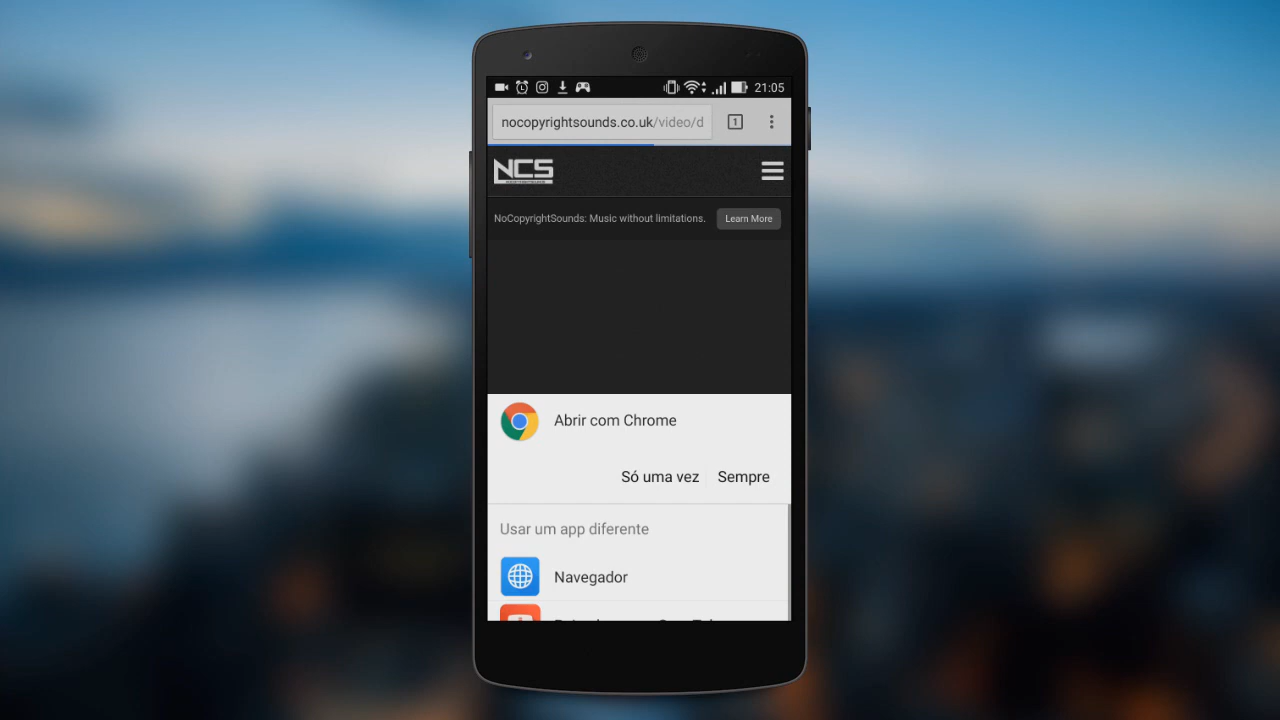 21:05
nocopyrightsounds.co.uk/video/d
1
NCS
NoCopyrightSounds: Music without limitations.
Learn More
Abrir com Chrome
Só uma vez
Sempre
Usar um app diferente
Navegador